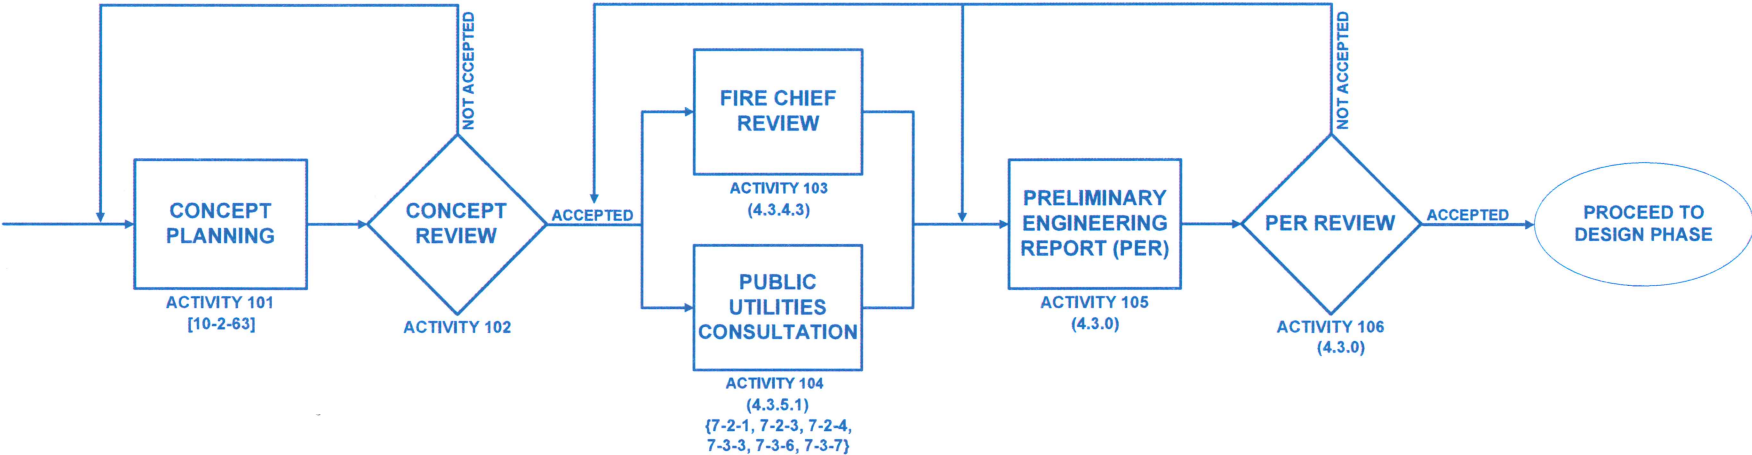 NOT ACCEPTED
CONCEPT
PLANNING
ACTIVITY 101
[10-2-63]
CONCEPT
REVIEW
ACTIVITY 102
ACCEPTED
FIRE CHIEF
REVIEW
ACTIVITY 103
(4.3.4.3)
PUBLIC
UTILITIES
CONSULTATION
ACTIVITY 104
(4.3.5.1)
{7-2-1, 7-2-3, 7-2-4,
7-3-3, 7-3-6, 7-3-7}
PRELIMINARY
ENGINEERING
REPORT (PER)
ACTIVITY 105
(4.3.0)
NOT ACCEPTED
PER REVIEW
ACTIVITY 106
(4.3.0)
ACCEPTED
PROCEED TO
DESIGN PHASE